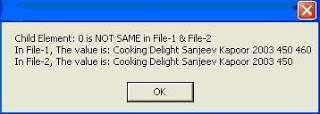 Child Element: 0 is NOT SAME in File-1 & File-2
In File-1, The value is: Cooking Delight Sanjeev Kapoor 2003 450 460
In File-2, The value is: Cooking Delight Sanjeev Kapoor 2003 450
OK